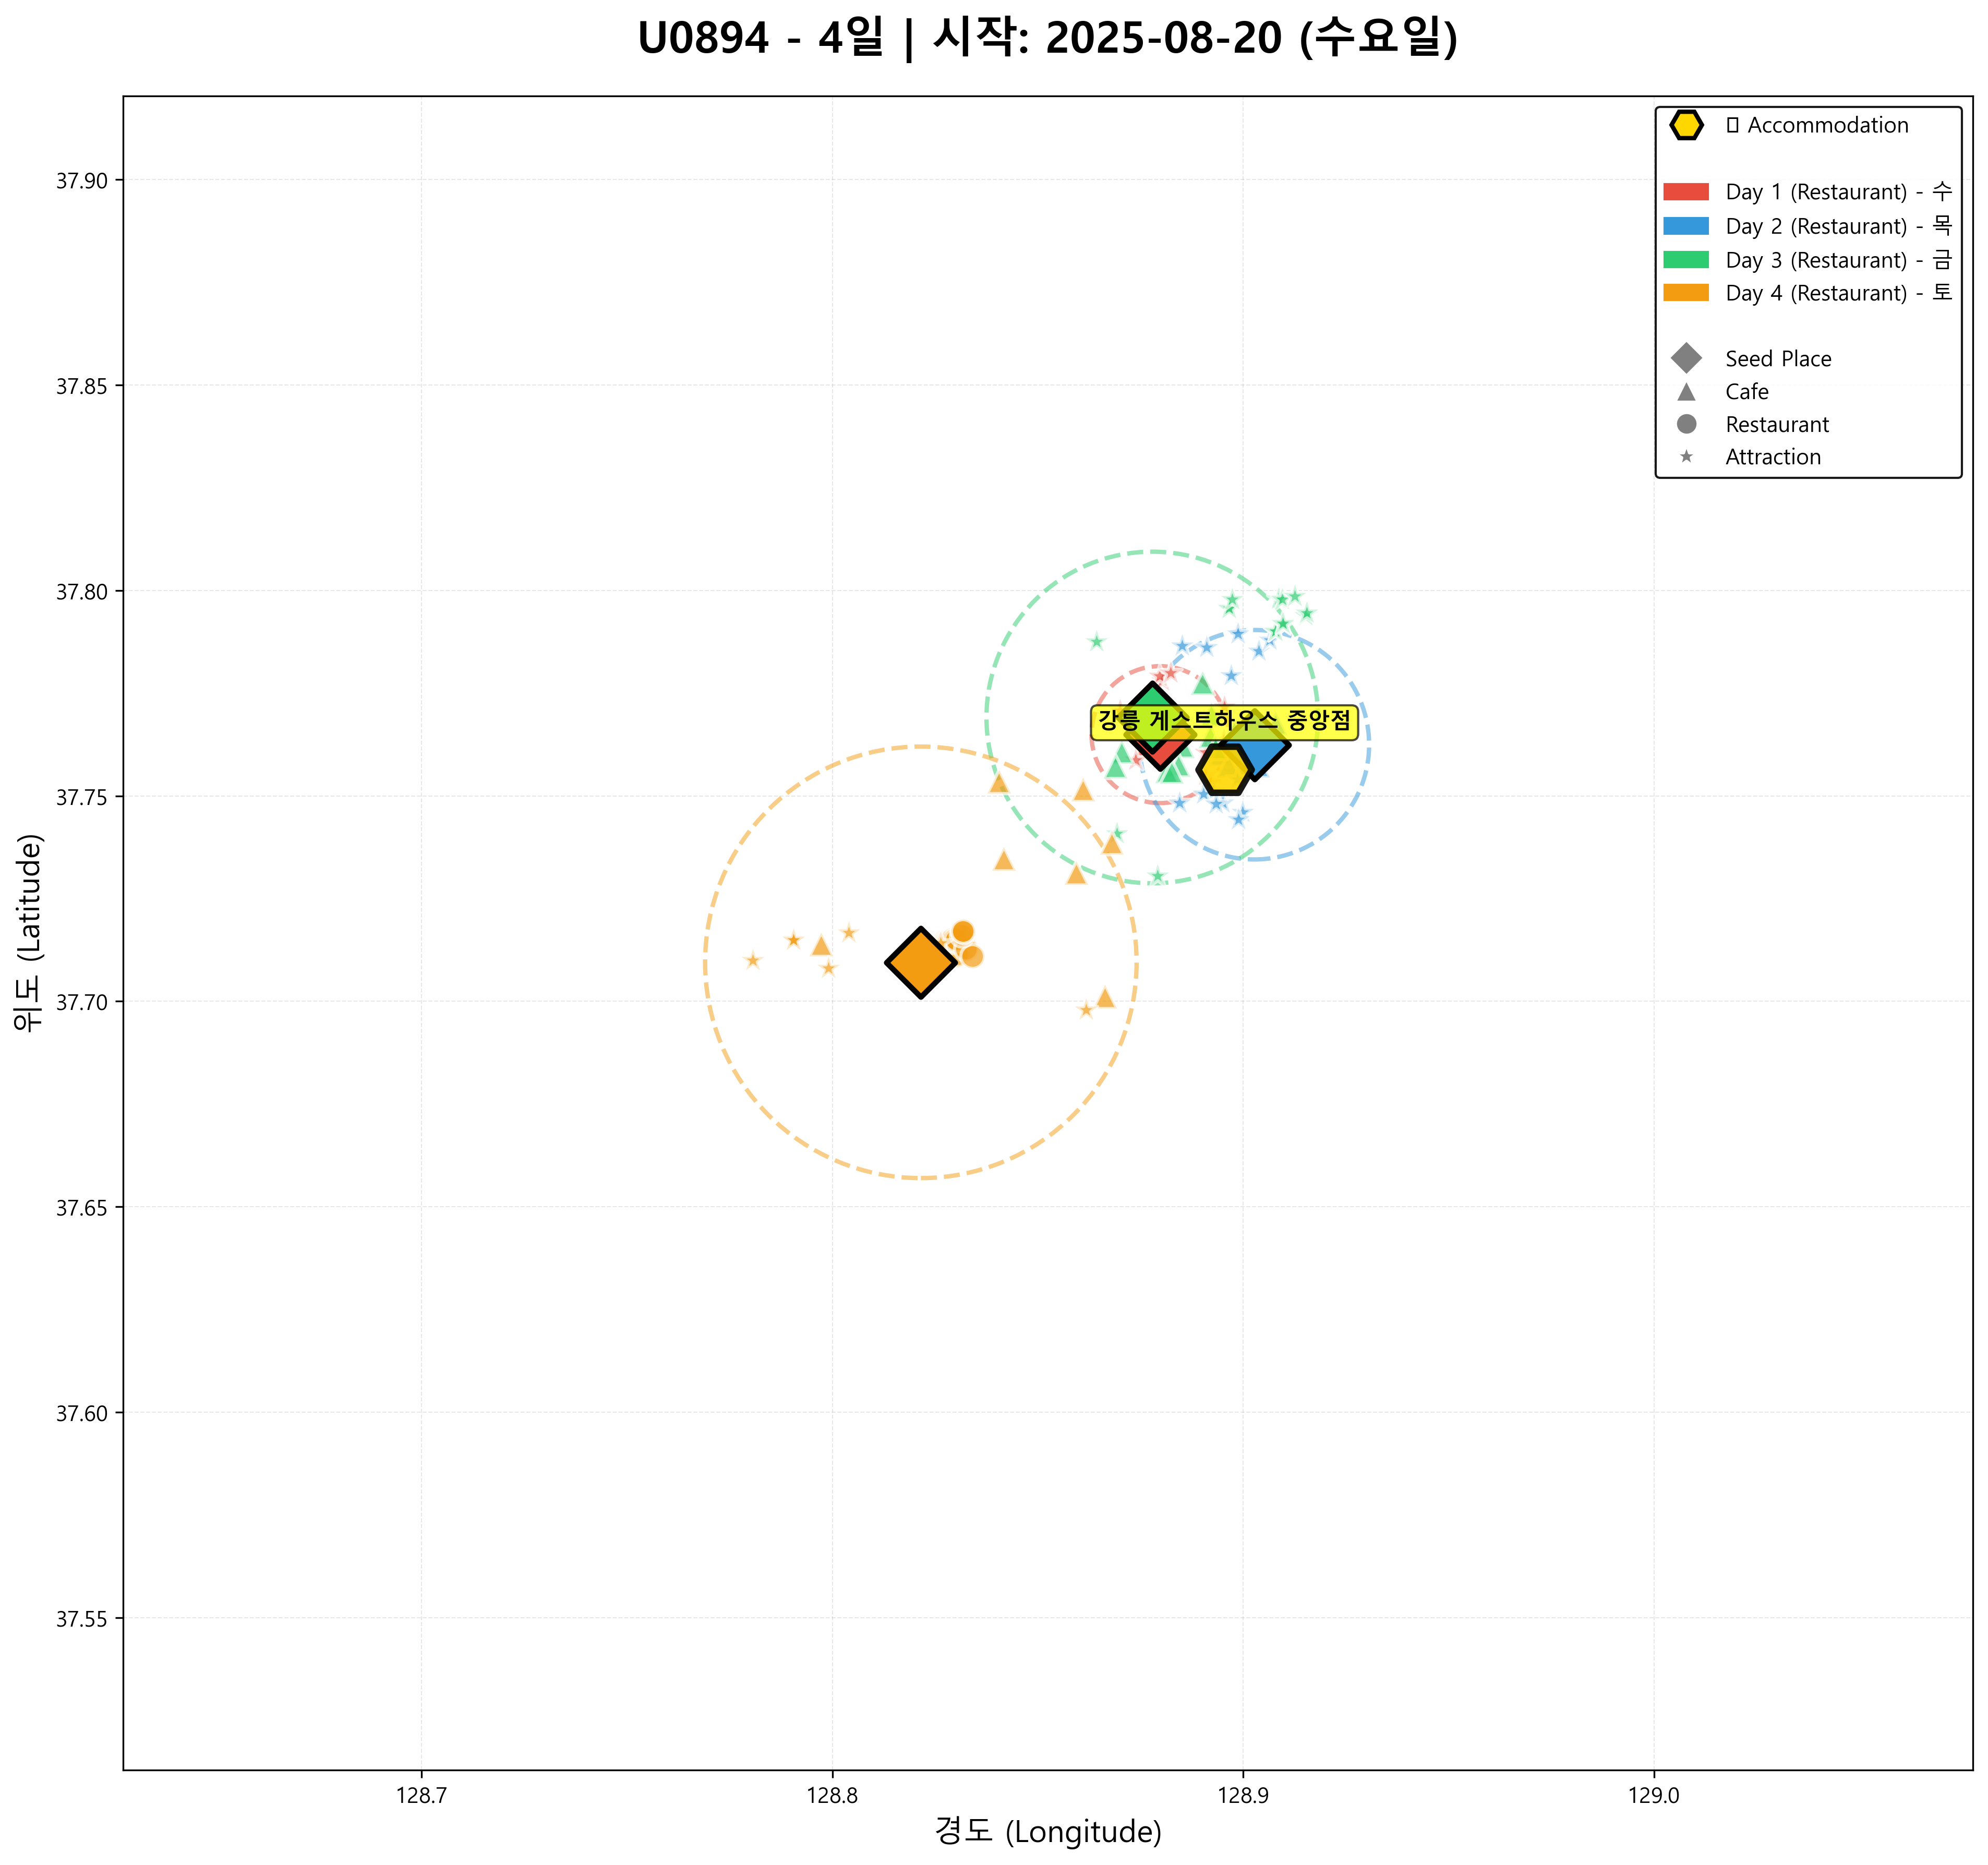 U0894 - 4일 | 시작: 2025-08-20 (수요일)
Accommodation
Day 1 (Restaurant) - 수
Day 2 (Restaurant) - 목
Day 3 (Restaurant) - 금
Day 4 (Restaurant) - 토
Seed Place
Cafe
Restaurant
Attraction
37.90
37.85
37.80
37.75
37.70
37.65
37.60
37.55
위도 (Latitude)
강릉 게스트하우스 중앙점
128.7
128.8
128.9
129.0
경도 (Longitude)